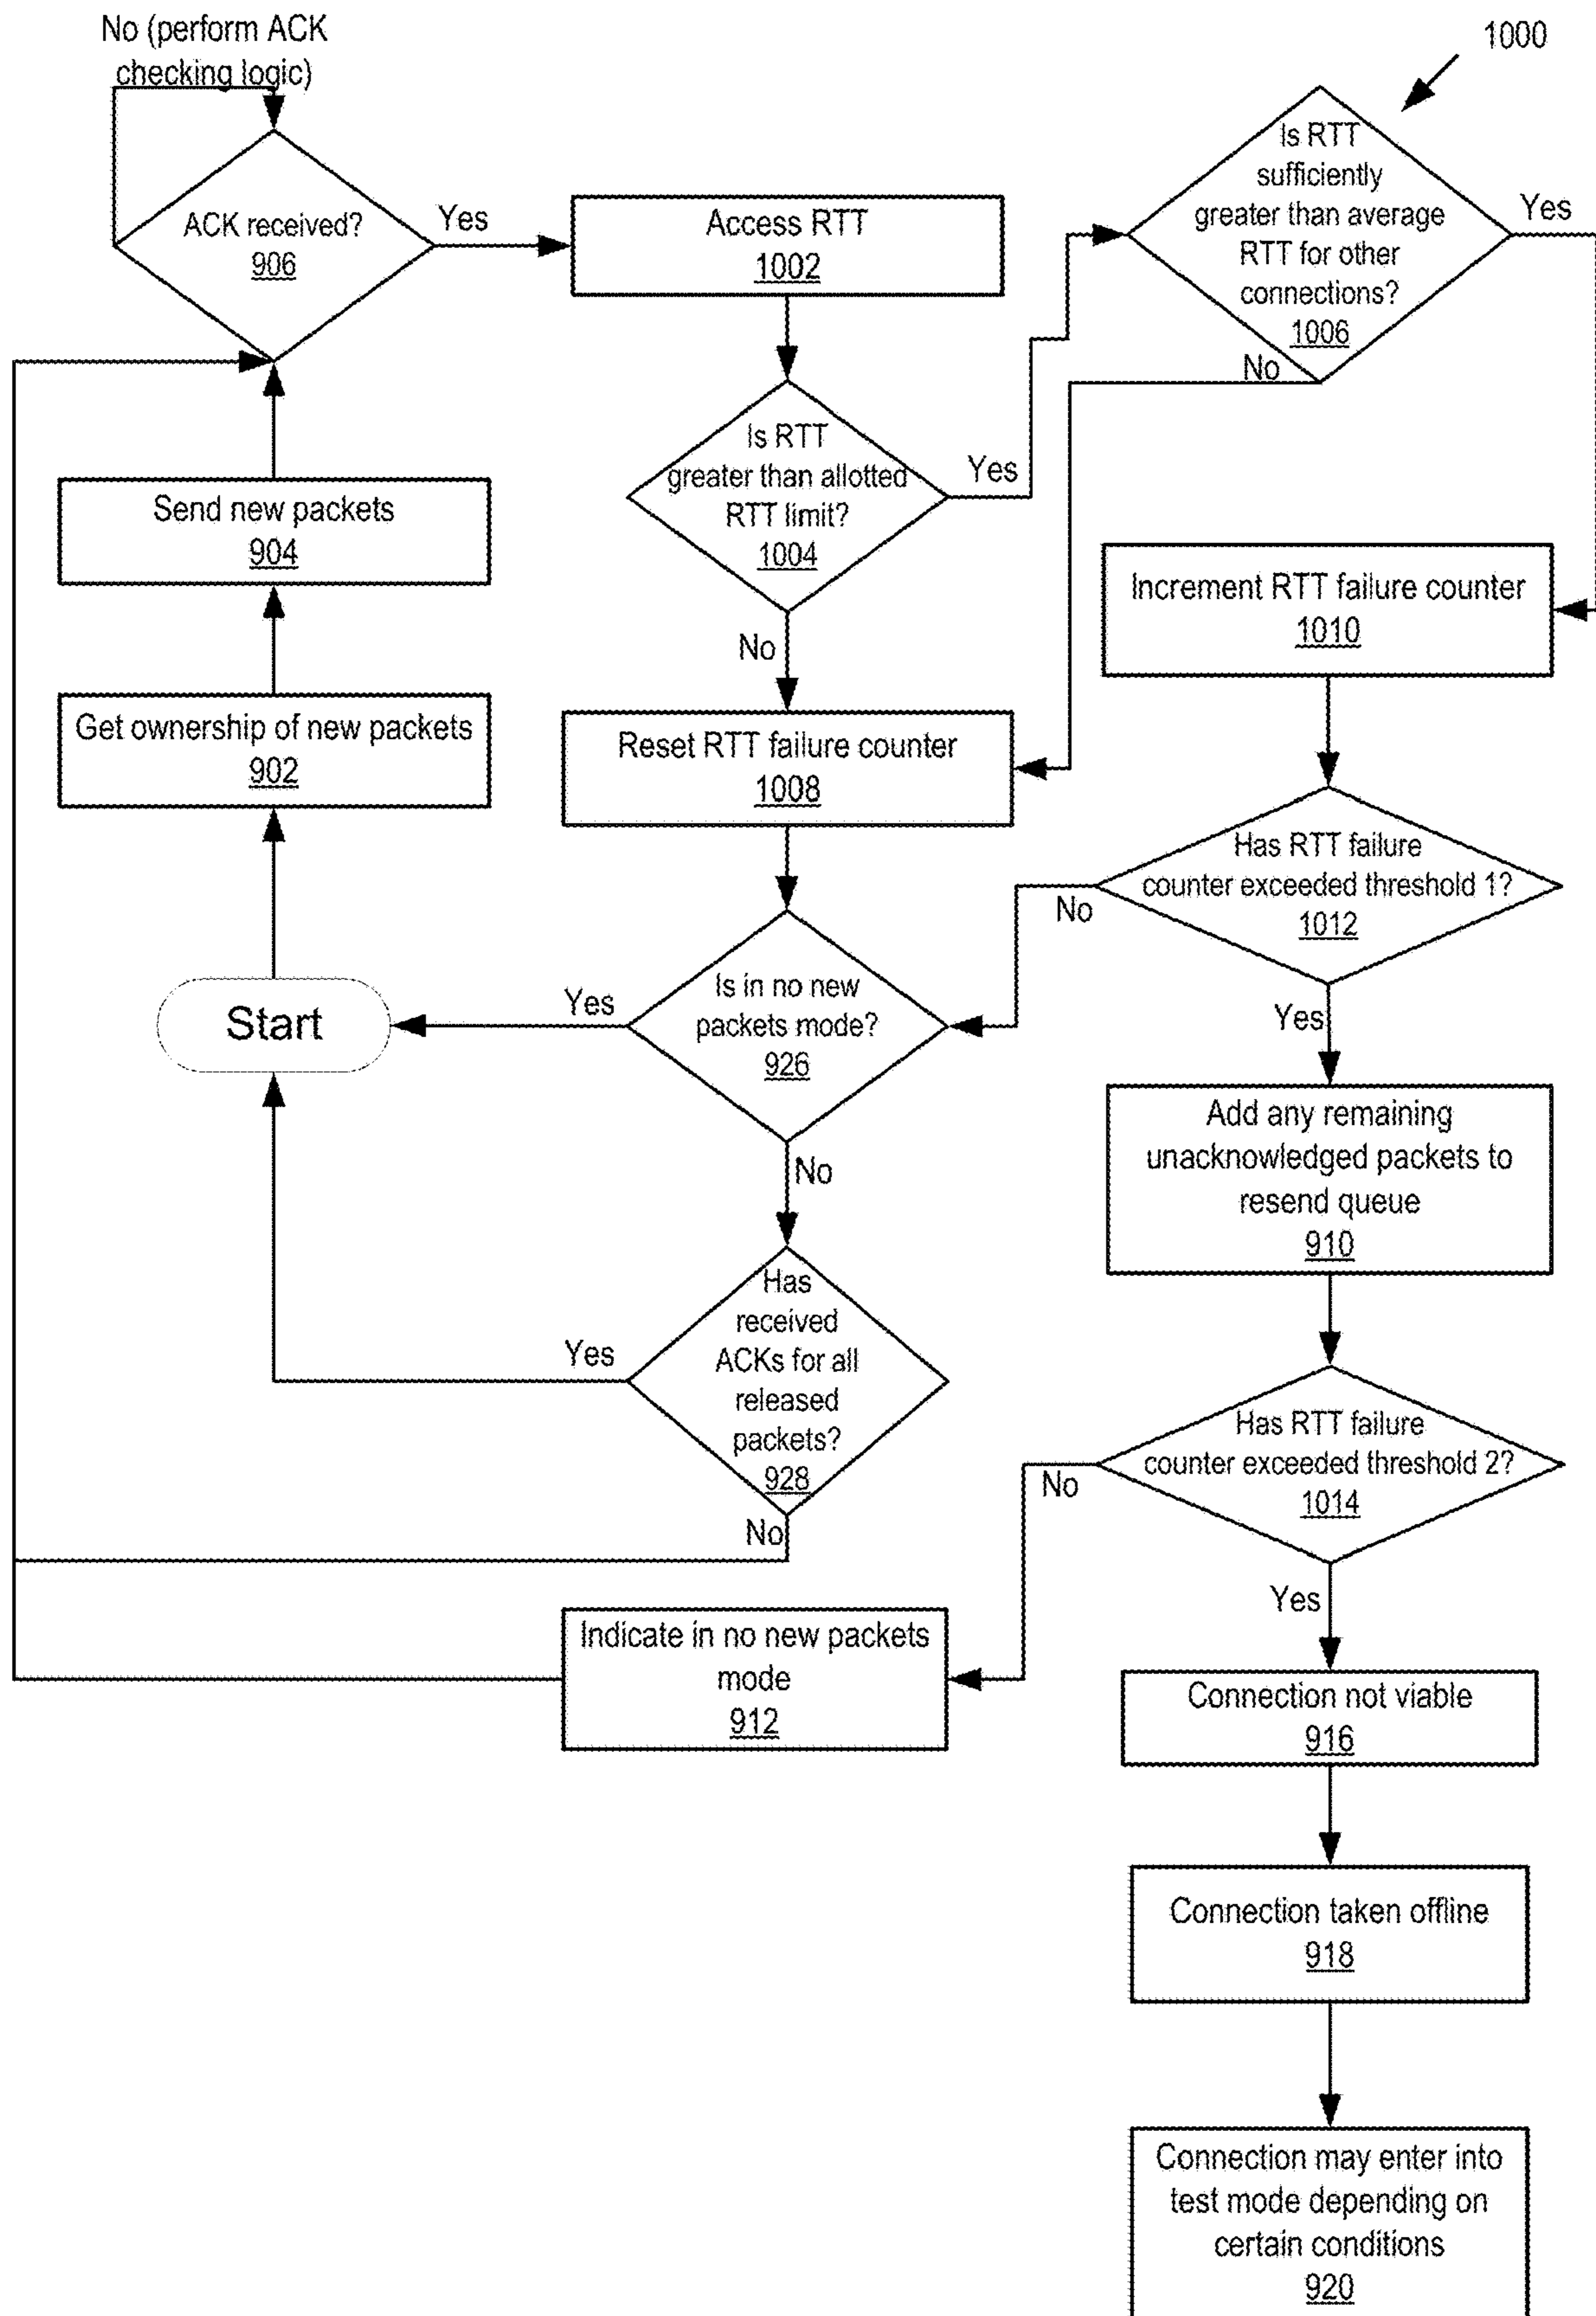 No (perform ACK
checking logic)
1000
ACK received?
906
Yes
Access RTT
1002
Is RTT
sufficiently
greater than average
RTT for other
connections?
1006
Yes
No
Is RTT
greater than allotted
RTT limit?
1004
Yes
No
Send new packets
904
Increment RTT failure counter
1010
Get ownership of new packets
902
Reset RTT failure counter
1008
Has RTT failure
counter exceeded threshold 1?
1012
No
Yes
Start
Yes
Is in no new
packets mode?
926
No
Add any remaining
unacknowledged packets to
resend queue
910
Yes
Has
received
ACKs for all
released
packets?
928
No
Has RTT failure
counter exceeded threshold 2?
1014
No
Yes
Indicate in no new packets
mode
912
Connection not viable
916
Connection taken offline
918
Connection may enter into
test mode depending on
certain conditions
920